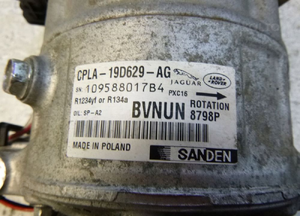 CPLA-19D629-AG
SN 109588017B4
JAGUAR
LAND ROVER
R1234yf or R134a
PXC16
OIL: SP-A2
BVNUN
ROTATION
8798P
MADE IN POLAND
SANDEN